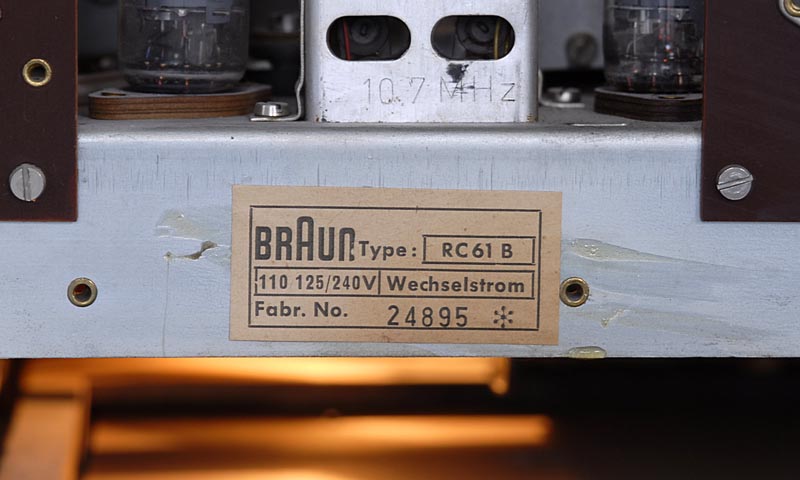 10.7 MHz
BRAUN Type: RC61 B
110 125/240V Wechselstrom
Fabr. No. 24895 *